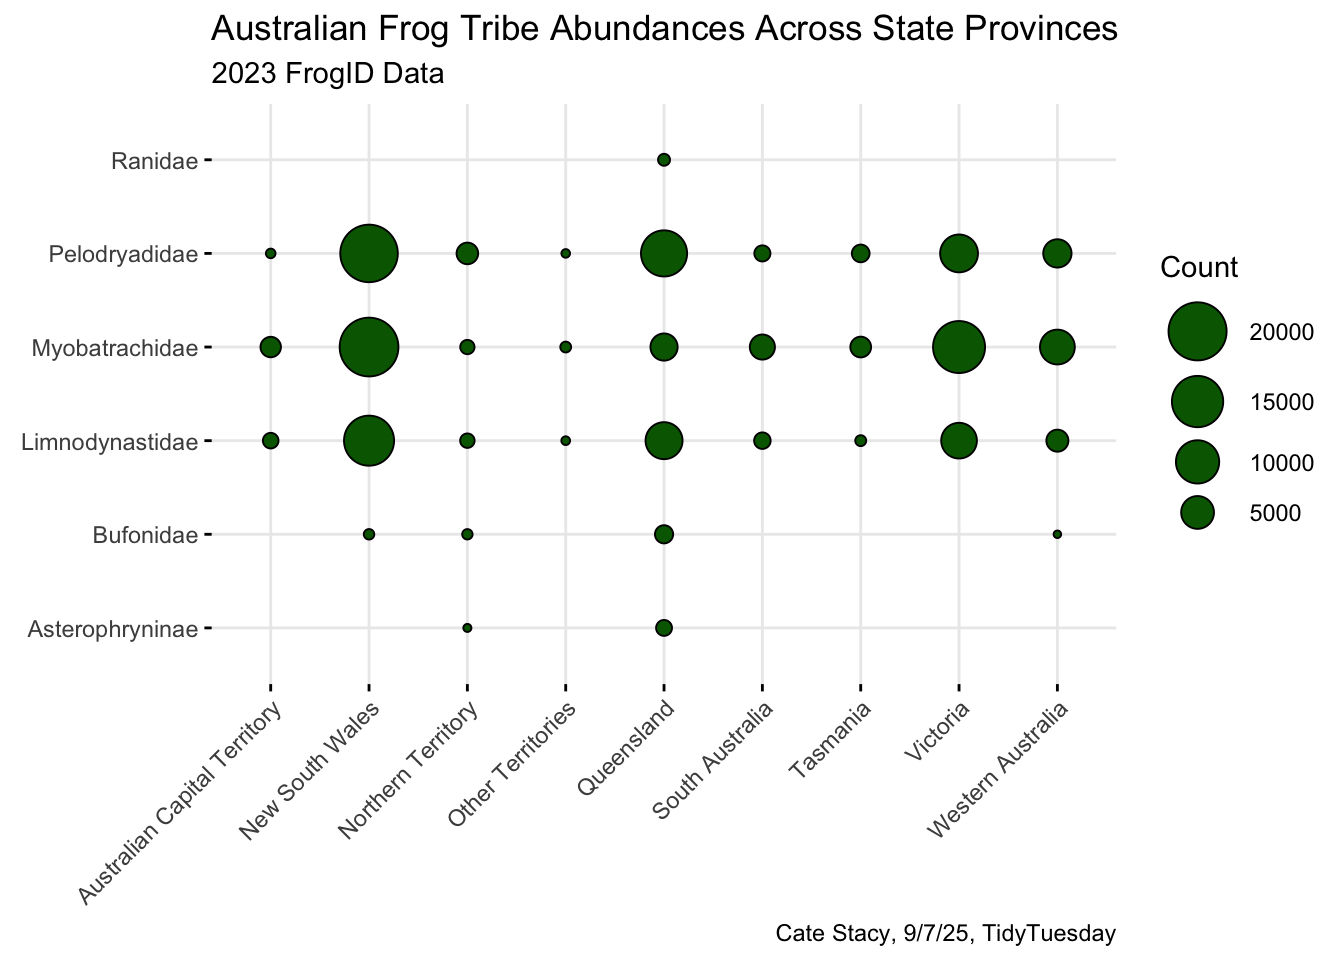 Australian Frog Tribe Abundances Across State Provinces
2023 FrogID Data
Ranidae
Pelodryadidae
Myobatrachidae
Limnodynastidae
Bufonidae
Asterophryninae
Australian Capital Territory
New South Wales
Northern Territory
Other Territories
Queensland
South Australia
Tasmania
Victoria
Western Australia
Count
20000
15000
10000
5000
Cate Stacy, 9/7/25, TidyTuesday